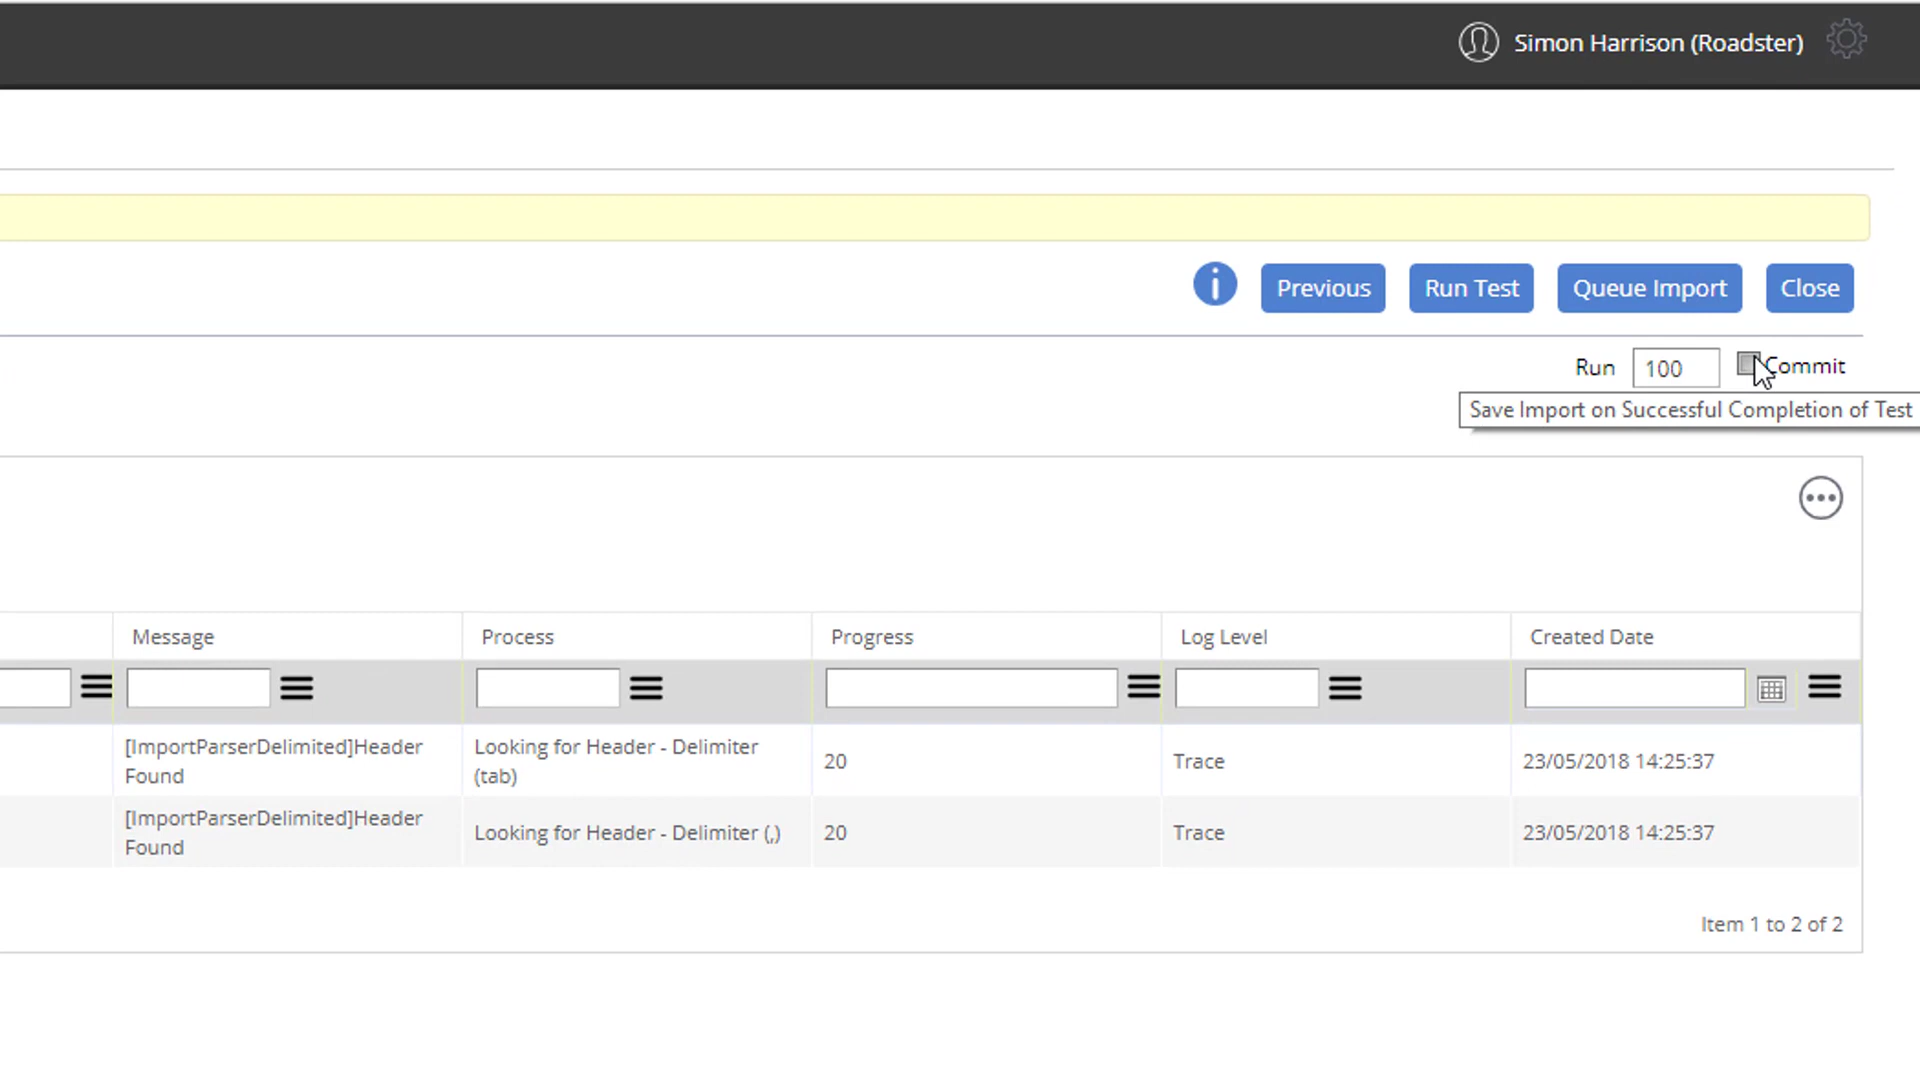 Simon Harrison (Roadster)
Previous
Run Test
Queue Import
Close
Run 100 Commit
Save Import on Successful Completion of Test
Message Process Progress Log Level Created Date
[ImportParserDelimited]Header Found Looking for Header - Delimiter (tab) 20 Trace 23/05/2018 14:25:37
[ImportParserDelimited]Header Found Looking for Header - Delimiter (,) 20 Trace 23/05/2018 14:25:37
Item 1 to 2 of 2